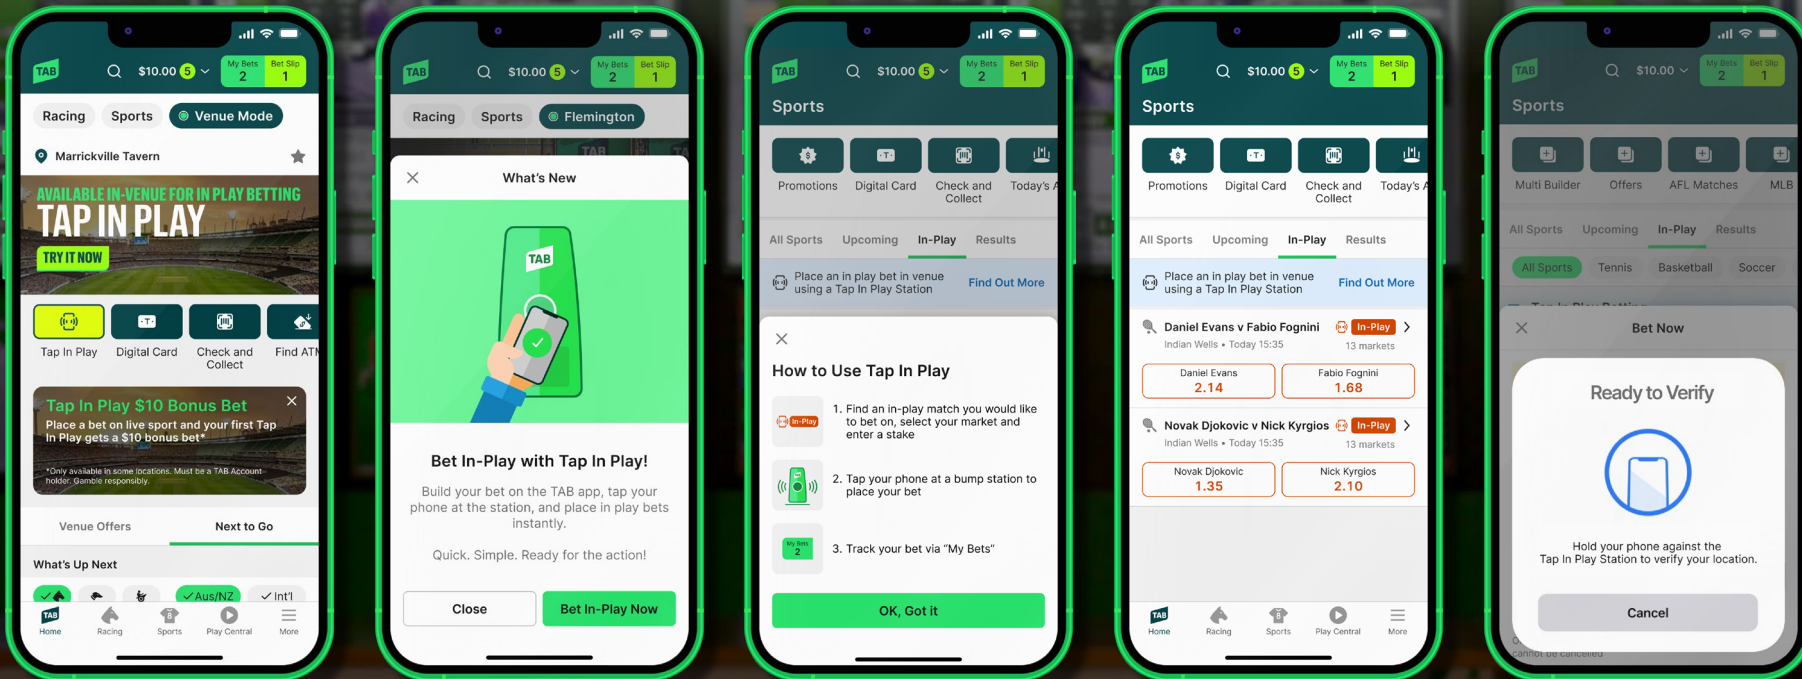 TAB
$10.00 5
My Bets
2
Bet Slip
1
Racing
Sports
Venue Mode
Marrickville Tavern
AVAILABLE IN-VENUE FOR IN PLAY BETTING
TAP IN PLAY
TRY IT NOW
Tap In Play
Digital Card
Check and
Collect
Find ATM
Tap In Play $10 Bonus Bet
Place a bet on live sport and your first Tap
In Play gets a $10 bonus bet*
*Only available in some locations. Must be a TAB Account
holder. Gamble responsibly.
Venue Offers
Next to Go
What's Up Next
Aus/NZ
Int'l
TAB
Home
Racing
8
Sports
Play Central
More
TAB
$10.00 5
My Bets
2
Bet Slip
1
Racing
Sports
Flemington
TAB
What's New
TAB
Bet In-Play with Tap In Play!
Build your bet on the TAB app, tap your
phone at the station, and place in play bets
instantly.
Quick. Simple. Ready for the action!
Close
Bet In-Play Now
TAB
$10.00 5
My Bets
2
Bet Slip
1
Sports
T
Promotions
Digital Card
Check and
Collect
Today's A
All Sports
Upcoming
In-Play
Results
Place an in play bet in venue
using a Tap In Play Station
Find Out More
How to Use Tap In Play
In-Play
1. Find an in-play match you would like
to bet on, select your market and
enter a stake
2. Tap your phone at a bump station to
place your bet
My Bets
2
3. Track your bet via "My Bets"
OK, Got it
TAB
$10.00 5
My Bets
2
Bet Slip
1
Sports
T
Promotions
Digital Card
Check and
Collect
Today's A
All Sports
Upcoming
In-Play
Results
Place an in play bet in venue
using a Tap In Play Station
Find Out More
Daniel Evans v Fabio Fognini
In-Play
Indian Wells • Today 15:35
13 markets
Daniel Evans
2.14
Fabio Fognini
1.68
Novak Djokovic v Nick Kyrgios
In-Play
Indian Wells • Today 15:35
13 markets
Novak Djokovic
1.35
Nick Kyrgios
2.10
TAB
Home
Racing
8
Sports
Play Central
More
TAB
$10.00
My Bets
2
Bet Slip
1
Sports
Multi Builder
Offers
AFL Matches
MLB
All Sports
Upcoming
In-Play
Results
All Sports
Tennis
Basketball
Soccer
Tap In Play Betting
Bet Now
Ready to Verify
Hold your phone against the
Tap In Play Station to verify your location.
Cancel
cannot be cancelled